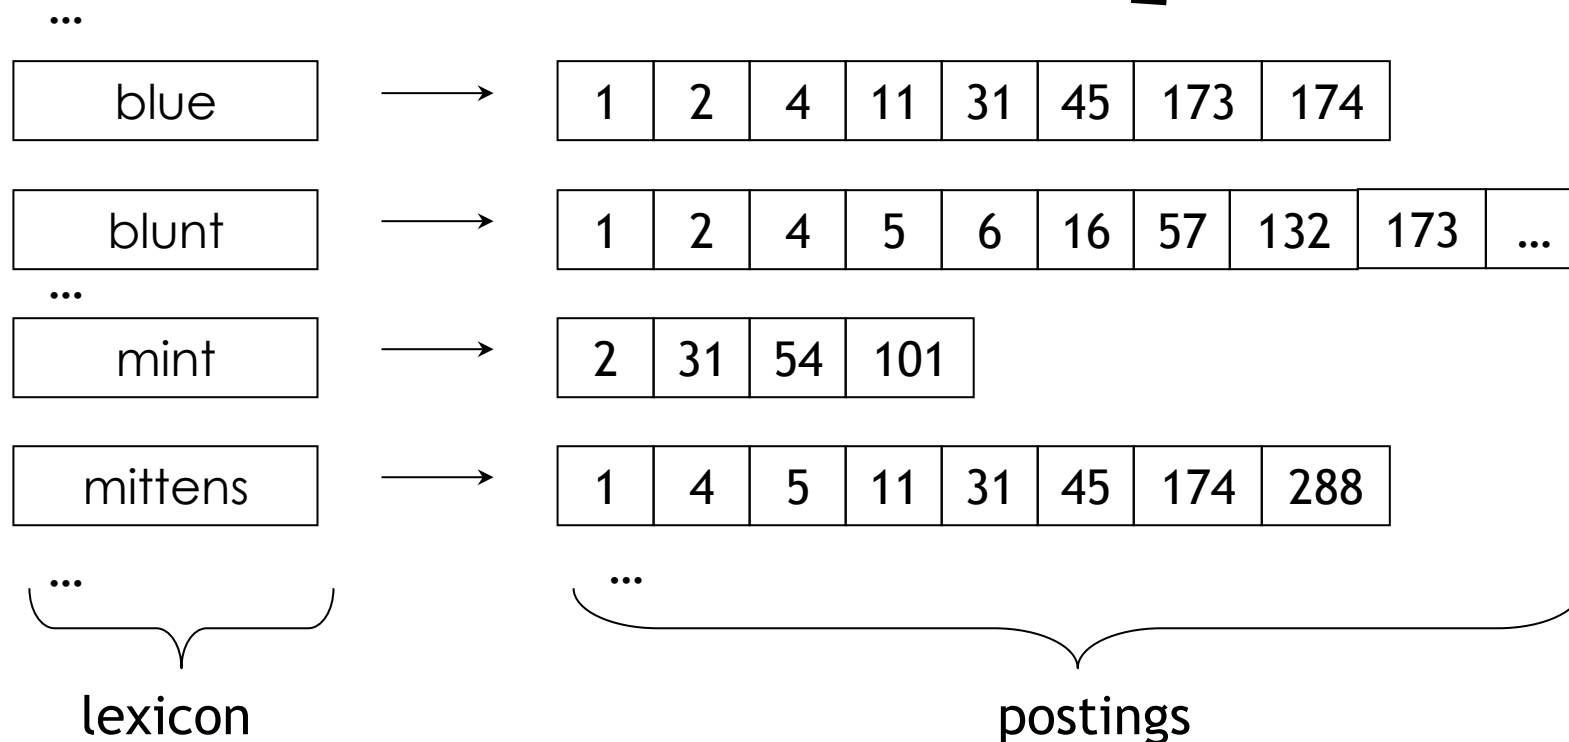 ...
blue 1 2 4 11 31 45 173 174
blunt 1 2 4 5 6 16 57 132 173 ...
...
mint 2 31 54 101
mittens 1 4 5 11 31 45 174 288
... ...
lexicon postings